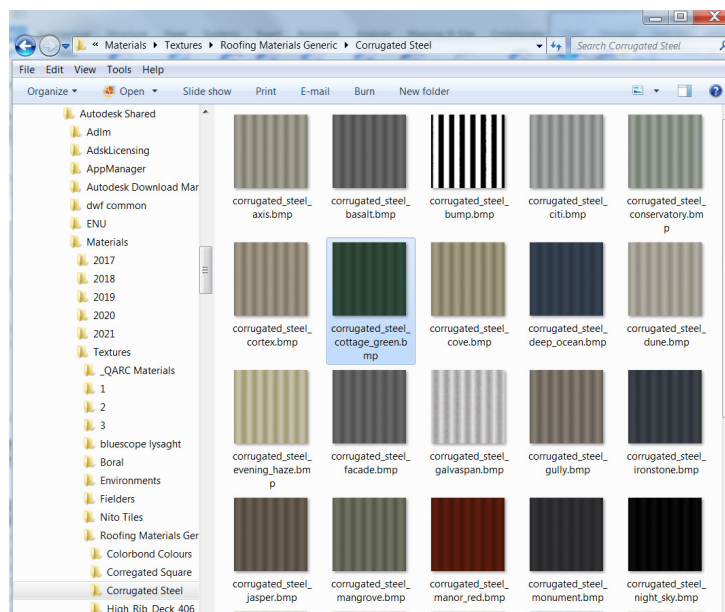 « Materials ▸ Textures ▸ Roofing Materials Generic ▸ Corrugated Steel
Search Corrugated Steel
File Edit View Tools Help
Organize Open Slide show Print E-mail Burn New folder
Autodesk Shared
AdIm
AdskLicensing
AppManager
Autodesk Download Mar
dwf common
ENU
Materials
2017
2018
2019
2020
2021
Textures
_QARC Materials
1
2
3
bluescope lysaght
Boral
Environments
Fielders
Nito Tiles
Roofing Materials Ger
Colorbond Colours
Corregated Square
Corrugated Steel
High Rib Deck 406
corrugated_steel_ corrugated_steel_ corrugated_steel_ corrugated_steel_ corrugated_steel_
axis.bmp basalt.bmp bump.bmp citi.bmp conservatory.bm
p
corrugated_steel_ corrugated_steel_ corrugated_steel_ corrugated_steel_ corrugated_steel_
cortex.bmp cottage_green.b cove.bmp deep_ocean.bmp dune.bmp
mp
corrugated_steel_ corrugated_steel_ corrugated_steel_ corrugated_steel_ corrugated_steel_
evening_haze.bm facade.bmp galvaspan.bmp gully.bmp ironstone.bmp
p
corrugated_steel_ corrugated_steel_ corrugated_steel_ corrugated_steel_ corrugated_steel_
jasper.bmp mangrove.bmp manor_red.bmp monument.bmp night_sky.bmp